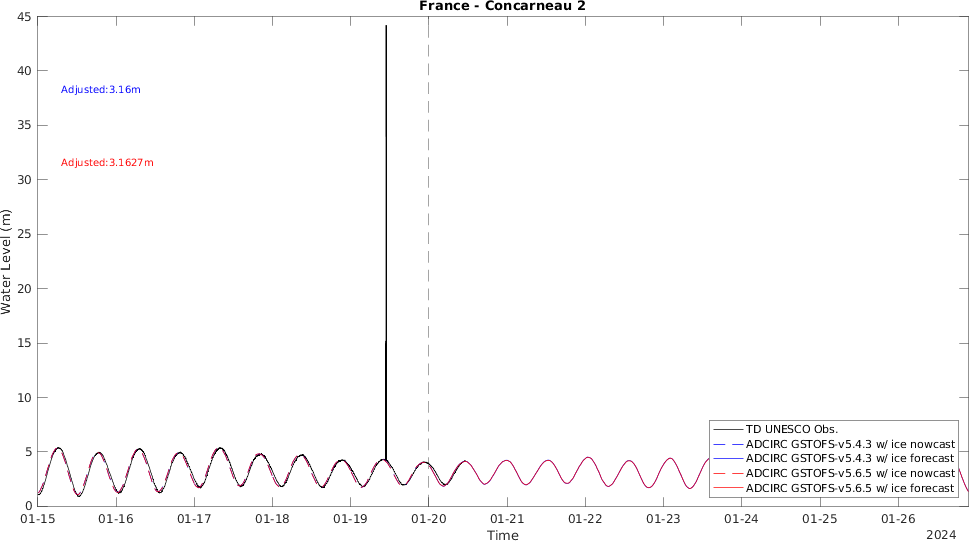 France - Concarneau 2
45
40
35
30
25
20
15
10
5
0
Water Level (m)
Adjusted:3.16m
Adjusted:3.1627m
TD UNESCO Obs.
ADCIRC GSTOFS-v5.4.3 w/ ice nowcast
ADCIRC GSTOFS-v5.4.3 w/ ice forecast
ADCIRC GSTOFS-v5.6.5 w/ ice nowcast
ADCIRC GSTOFS-v5.6.5 w/ ice forecast
01-15 01-16 01-17 01-18 01-19 01-20 01-21 01-22 01-23 01-24 01-25 01-26
Time
2024